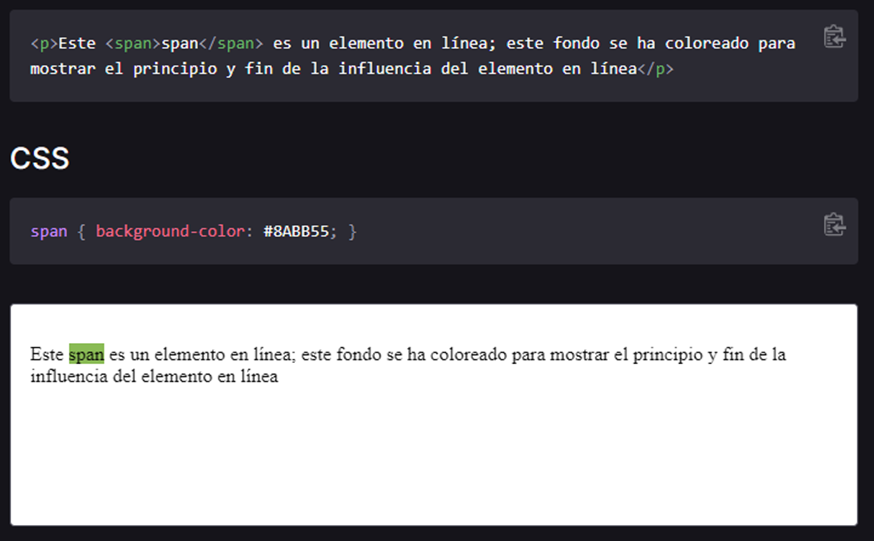 <p>Este <span>span</span> es un elemento en línea; este fondo se ha coloreado para
mostrar el principio y fin de la influencia del elemento en línea</p>
CSS
span { background-color: #8ABB55; }
Este span es un elemento en línea; este fondo se ha coloreado para mostrar el principio y fin de la
influencia del elemento en línea